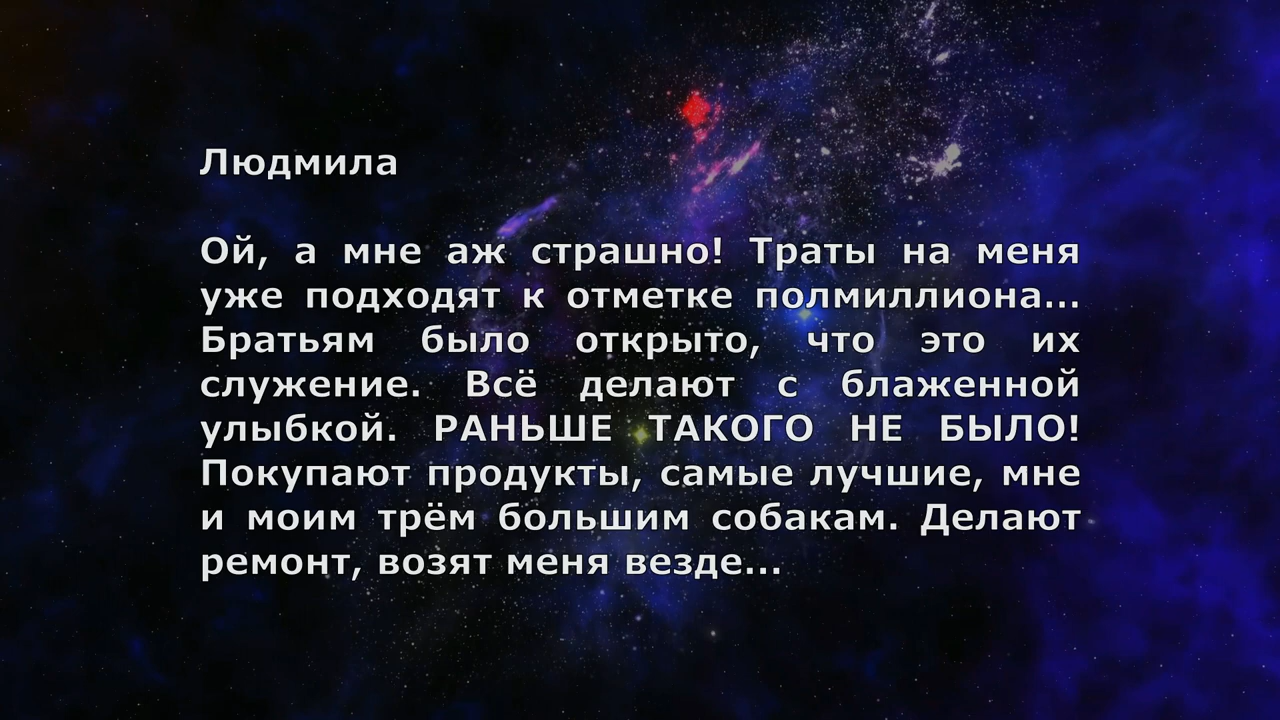 Людмила
Ой, а мне аж страшно! Траты на меня
уже подходят к отметке полмиллиона...
Братьям было открыто, что это их
служение. Всё делают с блаженной
улыбкой. РАНЬШЕ ТАКОГО НЕ БЫЛО!
Покупают продукты, самые лучшие, мне
и моим трём большим собакам. Делают
ремонт, возят меня везде...